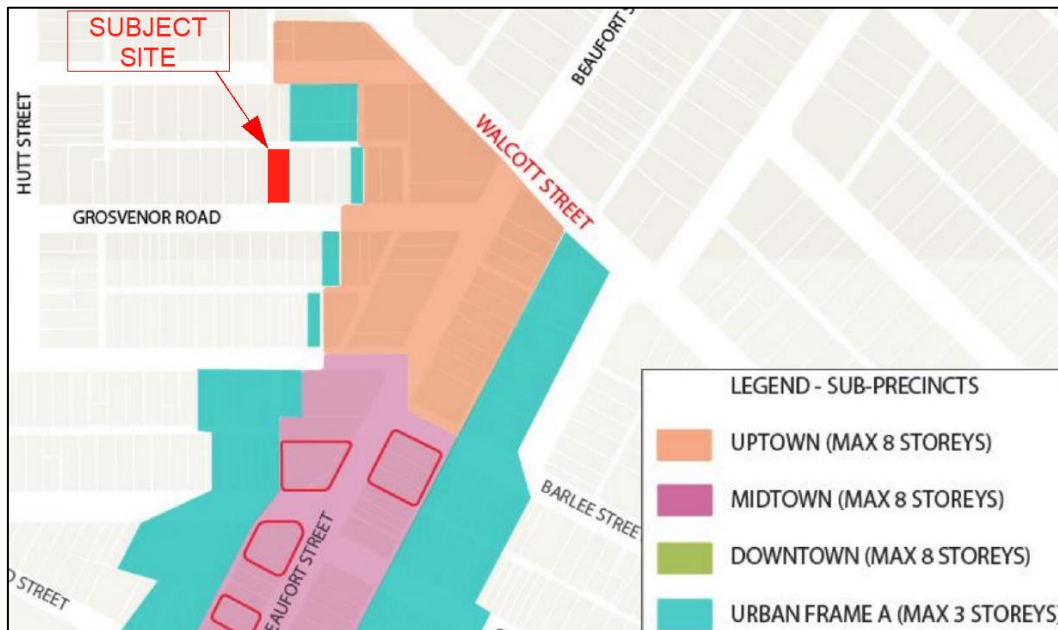 SUBJECT
SITE
BEAUFORT S
HUTT STREET
WALCOTT STREET
GROSVENOR ROAD
LEGEND - SUB-PRECINCTS
UPTOWN (MAX 8 STOREYS)
MIDTOWN (MAX 8 STOREYS)
DOWNTOWN (MAX 8 STOREYS)
URBAN FRAME A (MAX 3 STOREYS)
BARLEE STREET
EAUFORT STREET
STREET